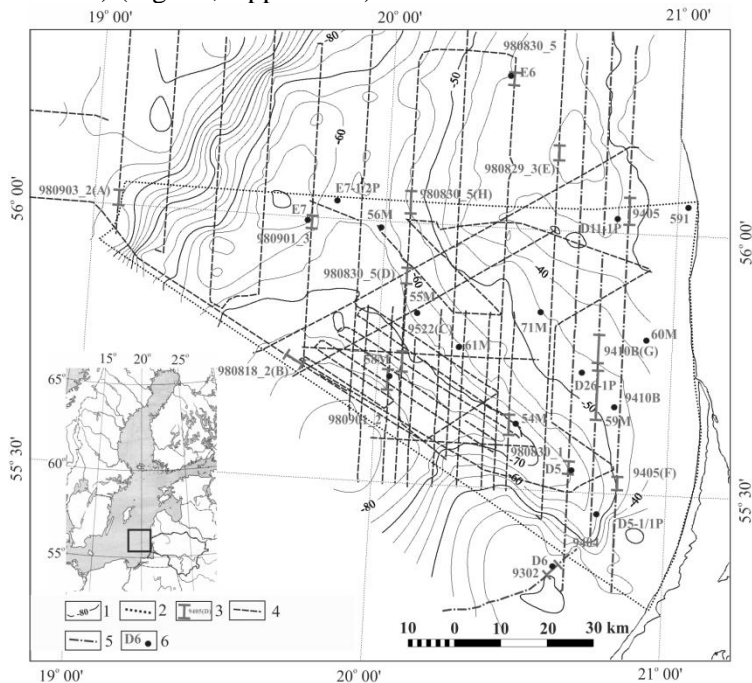 19° 00'
20° 00'
21° 00'
-80
980830_5
E6
-50
-60
980829_3(E)
980903_2(A)
E7-1/2P
980830_5(H)
9405
591
56° 00'
56° 00'
E7
56M
D11-1P
980901_3
980830_5(D)
-60
-40
55M
9522(C)
71M
60M
61M
980818_2(B)
58M
9410B(G)
D26-1P
-50
9410B
980901_2
54M
59M
15° 20° 25°
65°
60°
55°
55° 30'
980830_
-70
-60
D5
9405(F)
-40
55° 30'
-80
D5-1/1P
9404
D6
9302
-80 1 2 9405(D) 3 4
5 D6 6
10 0 10 20 30 km
19° 00'
20° 00'
21° 00'